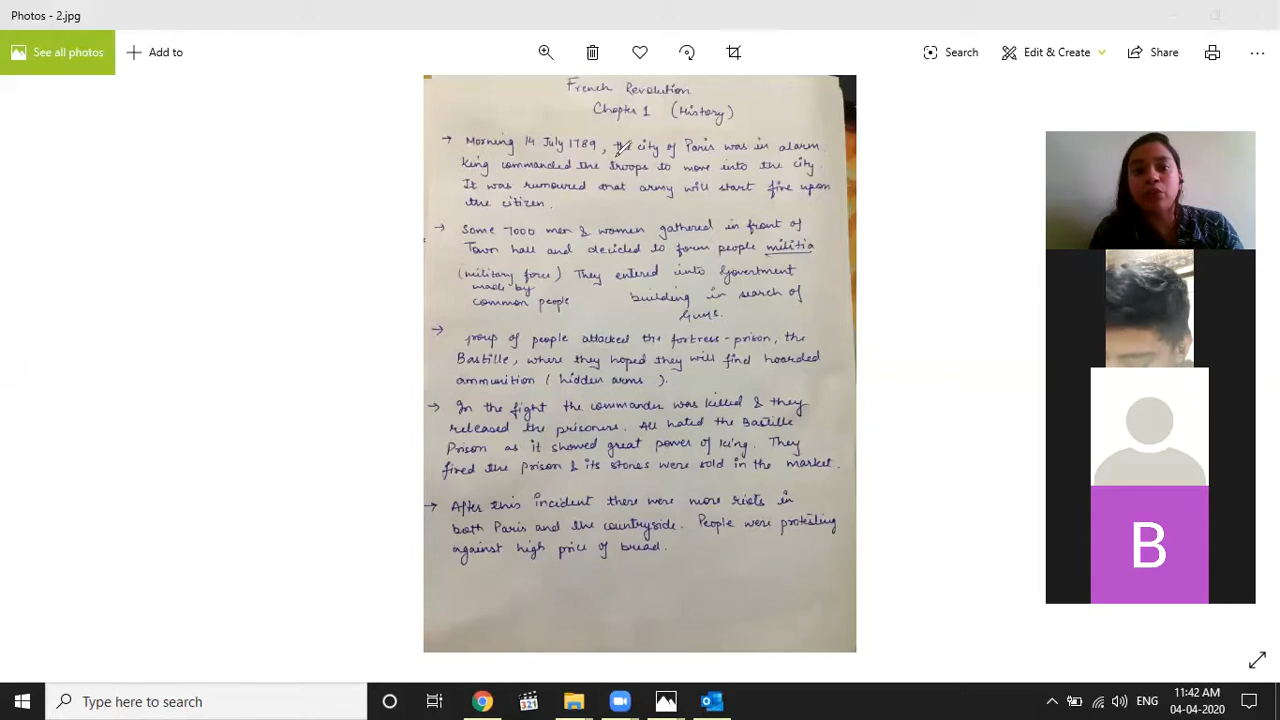 Photos - 2.jpg
See all photos
Add to
Search
Edit & Create
Share
French Revolution
Chapter 1 (History)
→ Morning 14 July 1789, the city of Paris was in alarm.
King commanded the troops to move into the city.
It was rumoured that army will start fire upon
the citizen.
→ Some 7000 men & women gathered in front of
Town hall and decided to form people militia
(military force) They entered into Government
made by
common people building in search of
Guns.
→ group of people attacked the fortress - prison, the
Bastille, where they hoped they will find hoarded
ammunition ( hidden arms ).
→ In the fight the commander was killed & they
released the prisoners. All hated the Bastille
Prison as it showed great power of King. They
fired the prison & its stones were sold in the market.
→ After this incident there were more riots in
both Paris and the countryside. People were protesting
against high price of bread.
B
Type here to search
321
ENG
11:42 AM
04-04-2020